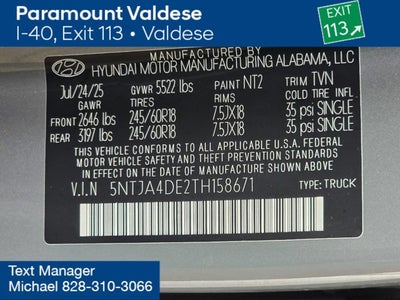 Paramount Valdese
I-40, Exit 113 • Valdese
EXIT
113
MANUFACTURED BY
HYUNDAI MOTOR MANUFACTURING ALABAMA, LLC
Jul/24/25 GVWR 5522 lbs PAINT NT2 TRIM TVN
GAWR TIRES RIMS COLD TIRE INFL.
FRONT 2646 lbs 245/60R18 7.5JX18 35 psi SINGLE
REAR 3197 lbs 245/60R18 7.5JX18 35 psi SINGLE
THIS VEHICLE CONFORMS TO ALL APPLICABLE U.S.A. FEDERAL
MOTOR VEHICLE SAFETY STANDARDS IN EFFECT ON THE
DATE OF MANUFACTURE SHOWN ABOVE.
V.I.N 5NTJA4DE2TH158671 TYPE: TRUCK
Text Manager
Michael 828-310-3066